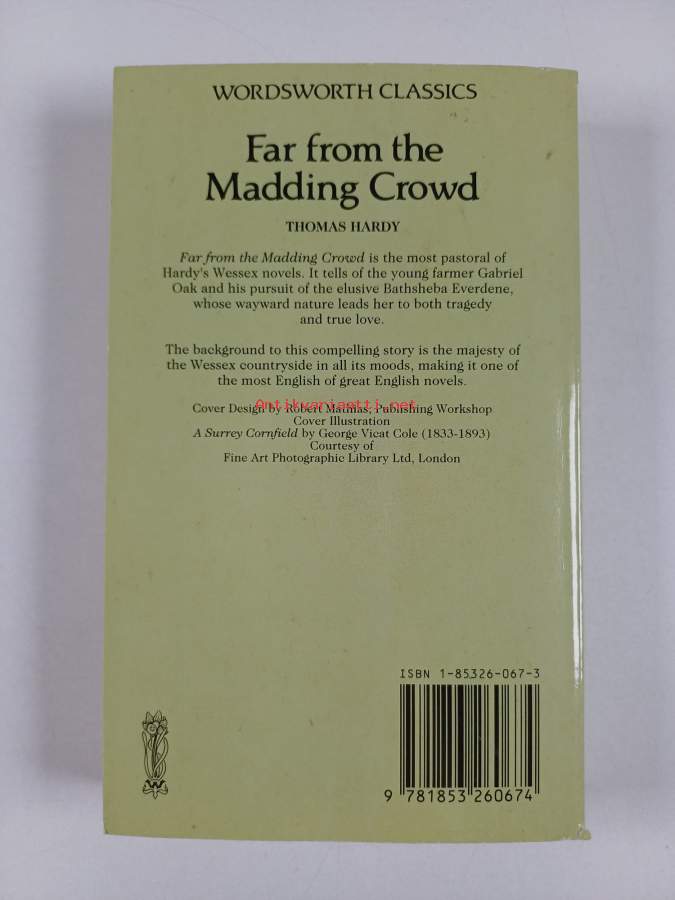 WORDSWORTH CLASSICS
Far from the
Madding Crowd
THOMAS HARDY
Far from the Madding Crowd is the most pastoral of
Hardy's Wessex novels. It tells of the young farmer Gabriel
Oak and his pursuit of the elusive Bathsheba Everdene,
whose wayward nature leads her to both tragedy
and true love.
The background to this compelling story is the majesty of
the Wessex countryside in all its moods, making it one of
the most English of great English novels.
Antikvariaatti.net
Cover Design by Robert Mathias, Publishing Workshop
Cover Illustration
A Surrey Cornfield by George Vicat Cole (1833-1893)
Courtesy of
Fine Art Photographic Library Ltd, London
ISBN 1-85326-067-3
W
9 781853 260674